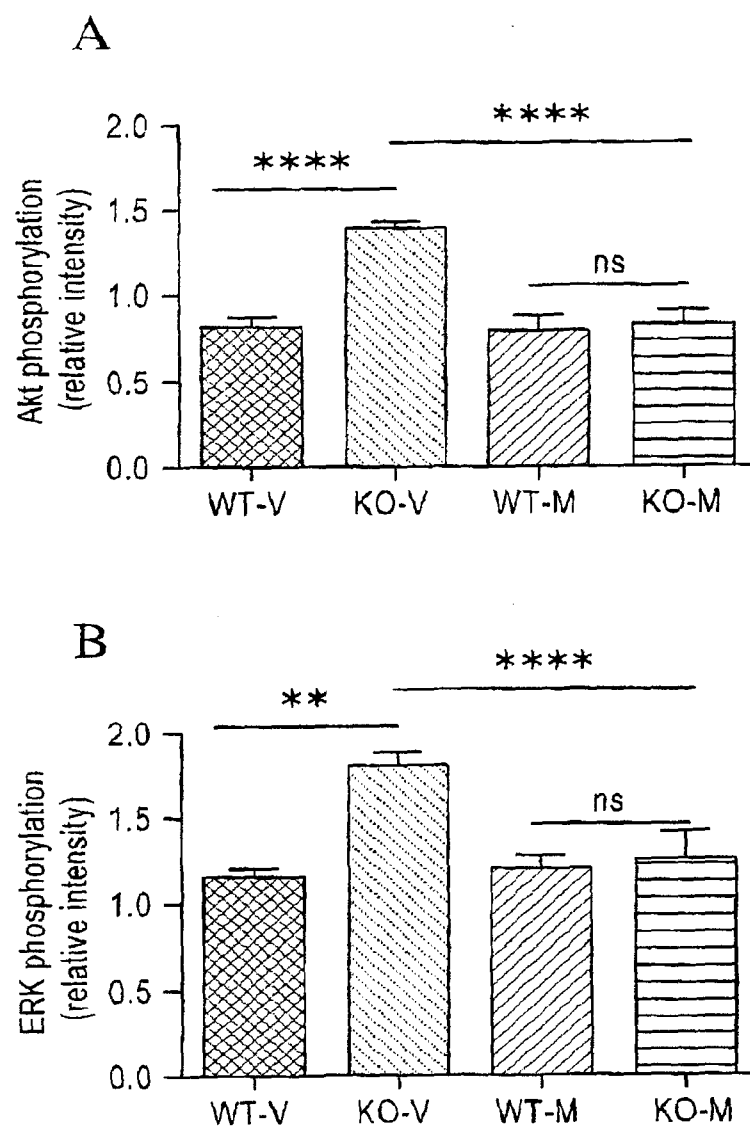 A
Akt phosphorylation
(relative intensity)
2.0
1.5
1.0
0.5
0.0
****
****
ns
WT-V KO-V WT-M KO-M
B
ERK phosphorylation
(relative intensity)
2.0
1.5
1.0
0.5
0.0
**
****
ns
WT-V KO-V WT-M KO-M